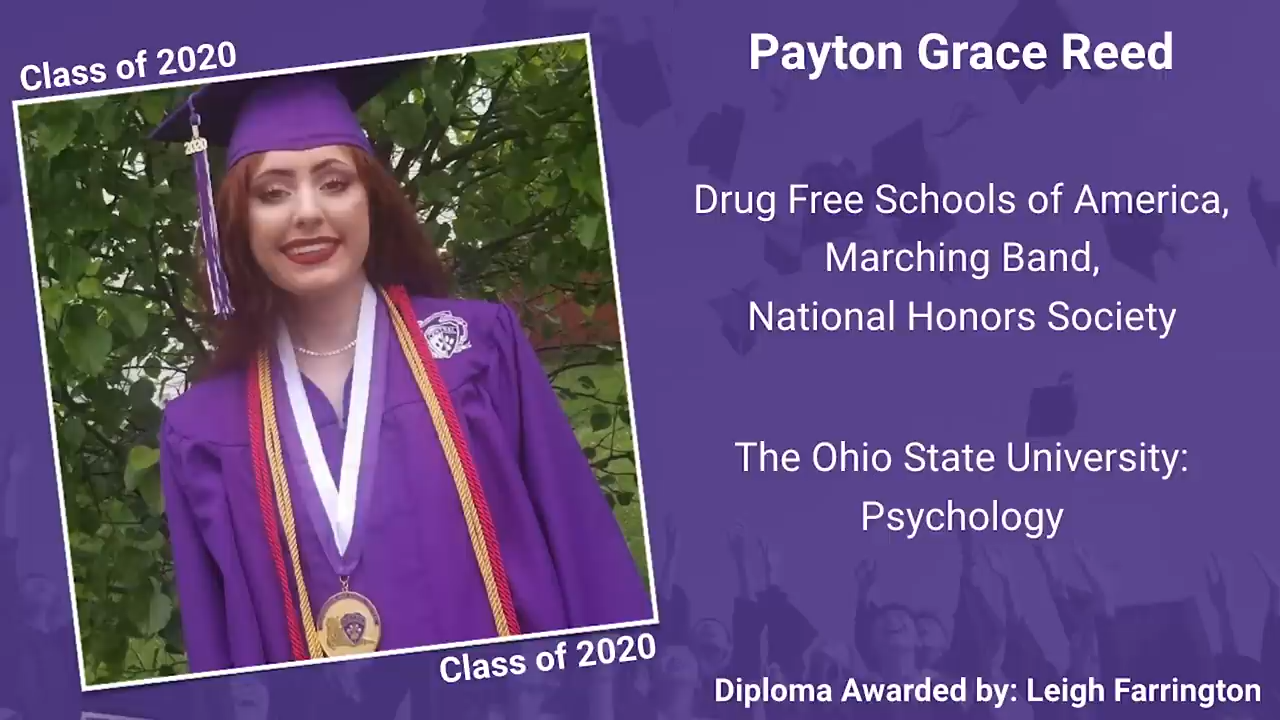 Class of 2020
2020
Payton Grace Reed
Drug Free Schools of America,
Marching Band,
National Honors Society
The Ohio State University:
Psychology
Class of 2020
Diploma Awarded by: Leigh Farrington